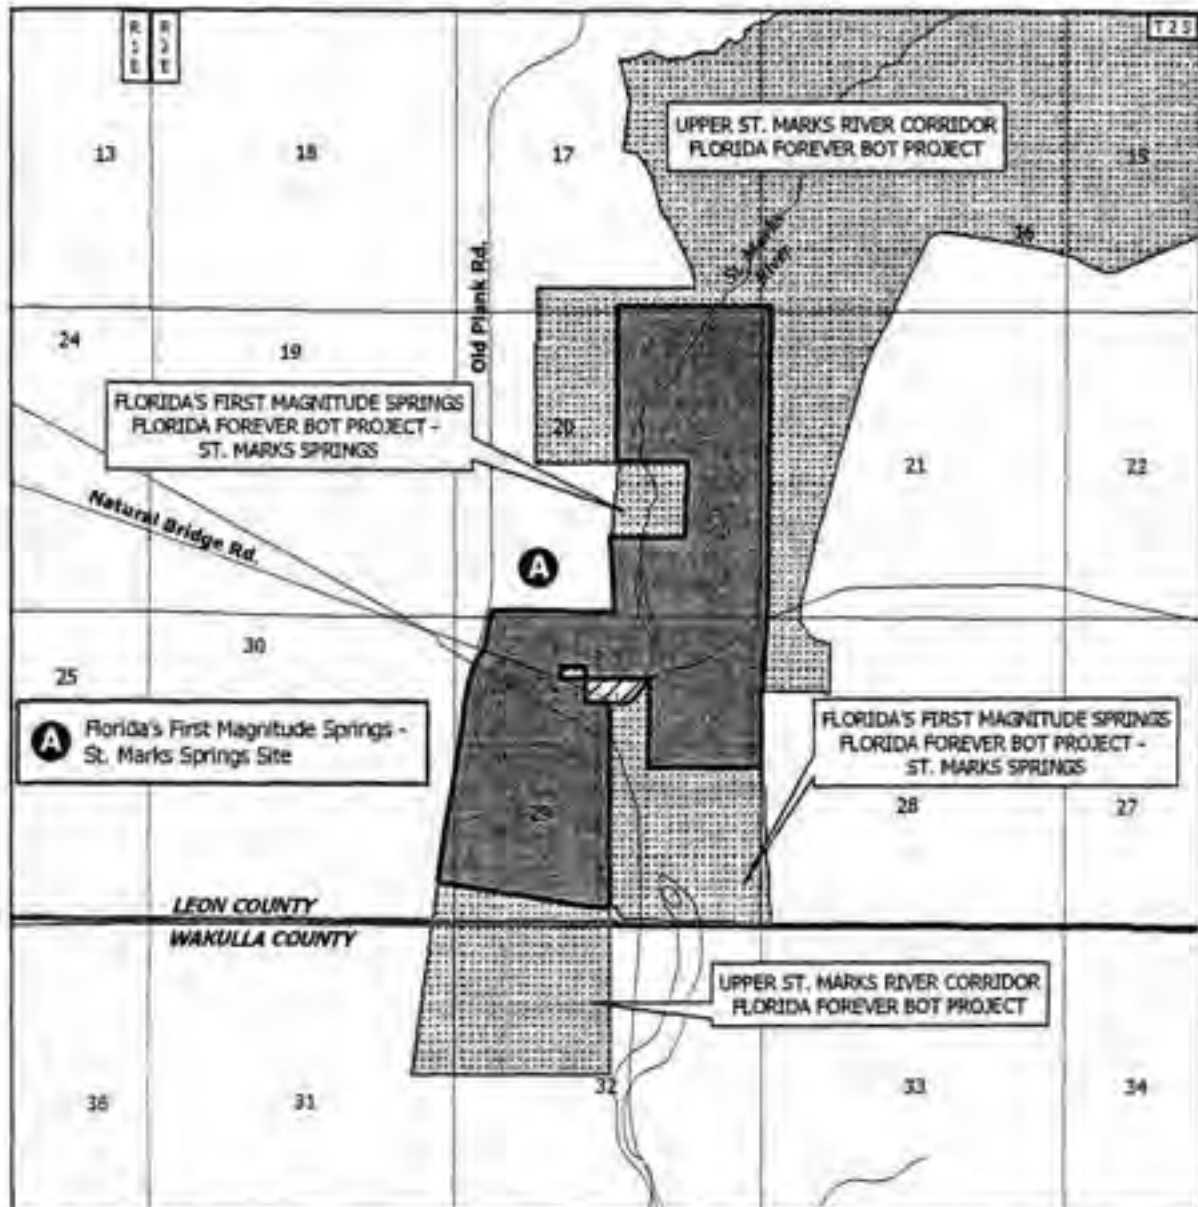 R
1
E
R
2
E
T 2 S
UPPER ST. MARKS RIVER CORRIDOR
FLORIDA FOREVER BOT PROJECT
13
18
17
15
16
St. Marks
River
Old Plank Rd.
24
19
FLORIDA'S FIRST MAGNITUDE SPRINGS
FLORIDA FOREVER BOT PROJECT -
ST. MARKS SPRINGS
20
21
22
Natural Bridge Rd.
A
30
25
A
Florida's First Magnitude Springs -
St. Marks Springs Site
FLORIDA'S FIRST MAGNITUDE SPRINGS
FLORIDA FOREVER BOT PROJECT -
ST. MARKS SPRINGS
29
28
27
LEON COUNTY
WAKULLA COUNTY
UPPER ST. MARKS RIVER CORRIDOR
FLORIDA FOREVER BOT PROJECT
36
31
32
33
34